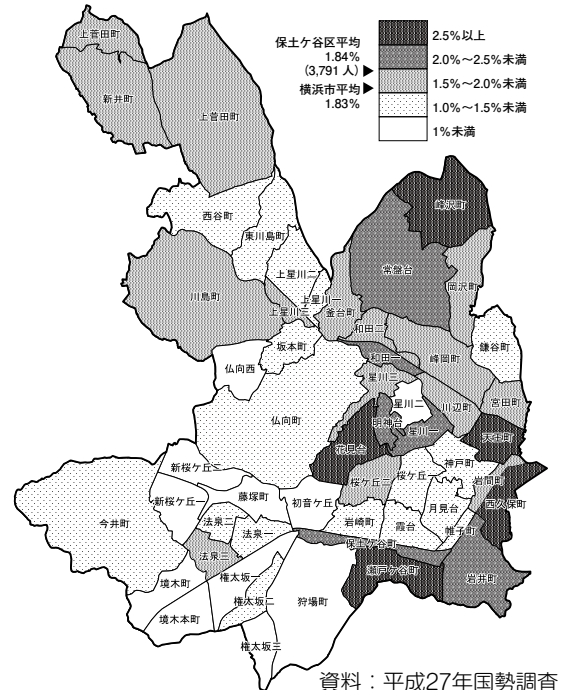 保土ケ谷区平均
1.84%
(3,791 人) ▶
横浜市平均 ▶
1.83%
2.5%以上
2.0%～2.5%未満
1.5%～2.0%未満
1.0%～1.5%未満
1%未満
上菅田町
新井町
上菅田町
峰沢町
西谷町
東川島町
常盤台
上星川二
岡沢町
川島町
上星川一
上星川三
釜台町
和田二
坂本町
鎌谷町
和田一
峰岡町
仏向西
星川三
星川二
宮田町
川辺町
仏向町
明神台
星川一
花見台
天王町
神戸町
新桜ケ丘二
桜ケ丘二
桜ケ丘一
岩間町
西久保町
新桜ケ丘一
藤塚町
初音ケ丘
月見台
今井町
法泉二
岩崎町
霞台
帷子町
法泉一
法泉三
保土ケ谷町
境木町
権太坂一
瀬戸ケ谷町
岩井町
権太坂二
狩場町
境木本町
権太坂三
資料：平成27年国勢調査